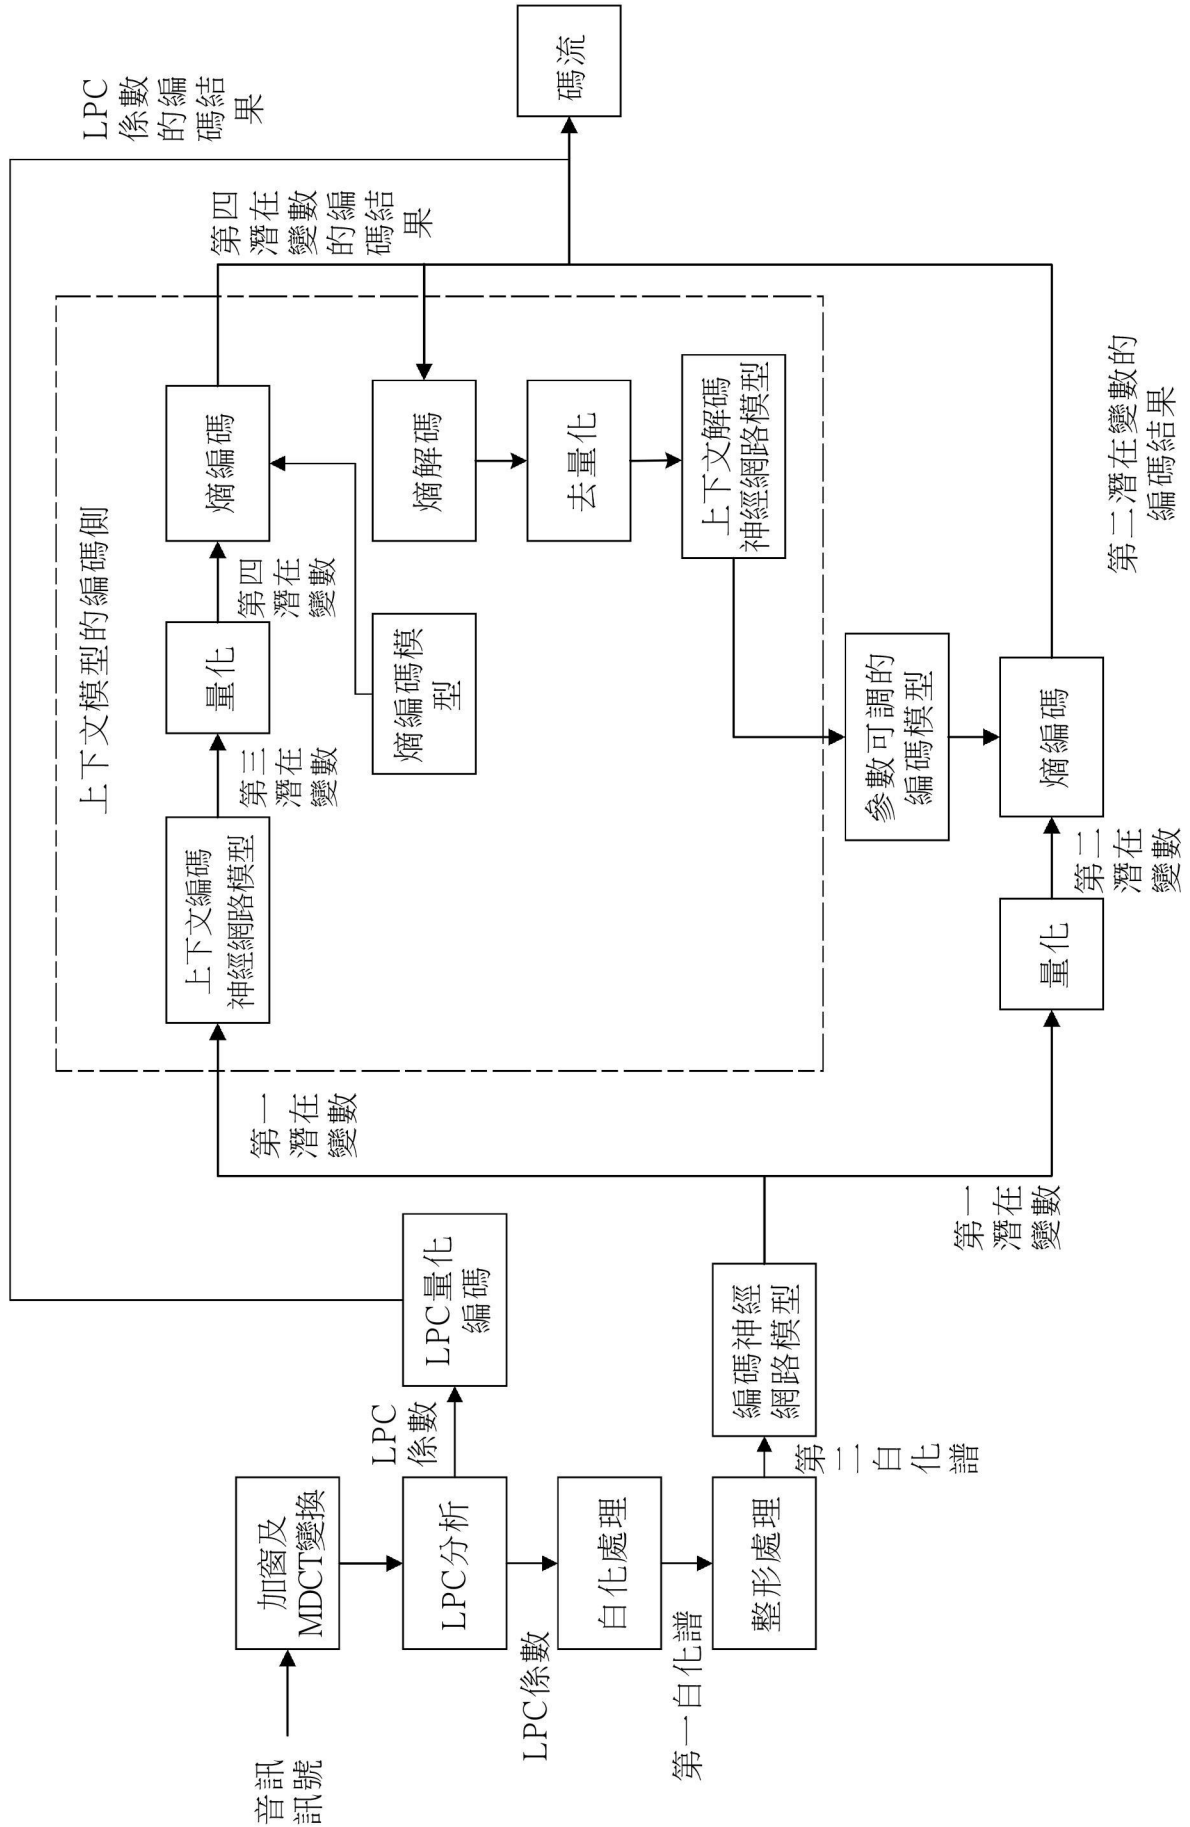 音訊
訊號
加窗及
MDCT變換
LPC分析
LPC
係數
LPC量化
編碼
LPC
係數
的編
碼結
果
LPC係數
白化處理
第一白化譜
整形處理
第二白化譜
編碼神經
網路模型
第一
潛在
變數
第一
潛在
變數
上下文模型的編碼側
上下文編碼
神經網路模型
第三
潛在
變數
量化
第四
潛在
變數
熵編碼
熵編碼模
型
第四
潛在
變數
的編
碼結
果
熵解碼
去量化
上下文解碼
神經網路模型
參數可調的
編碼模型
量化
第二
潛在
變數
熵編碼
第二潛在變數的
編碼結果
碼流